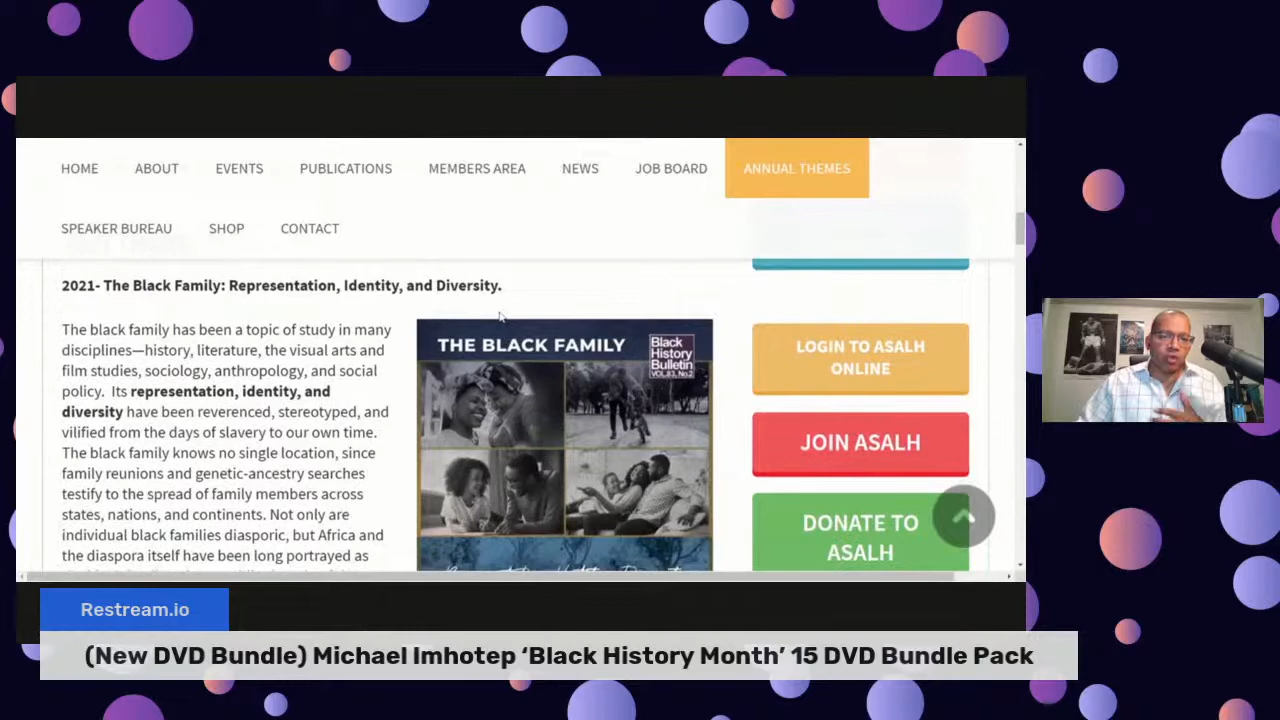 HOME ABOUT EVENTS PUBLICATIONS MEMBERS AREA NEWS JOB BOARD ANNUAL THEMES
SPEAKER BUREAU SHOP CONTACT
2021- The Black Family: Representation, Identity, and Diversity.
The black family has been a topic of study in many
disciplines—history, literature, the visual arts and
film studies, sociology, anthropology, and social
policy. Its representation, identity, and
diversity have been reverenced, stereotyped, and
vilified from the days of slavery to our own time.
The black family knows no single location, since
family reunions and genetic-ancestry searches
testify to the spread of family members across
states, nations, and continents. Not only are
individual black families diasporic, but Africa and
the diaspora itself have been long portrayed as
THE BLACK FAMILY
Black
History
Bulletin
VOL.83, No.2
LOGIN TO ASALH
ONLINE
JOIN ASALH
DONATE TO
ASALH
Restream.io
(New DVD Bundle) Michael Imhotep ‘Black History Month’ 15 DVD Bundle Pack